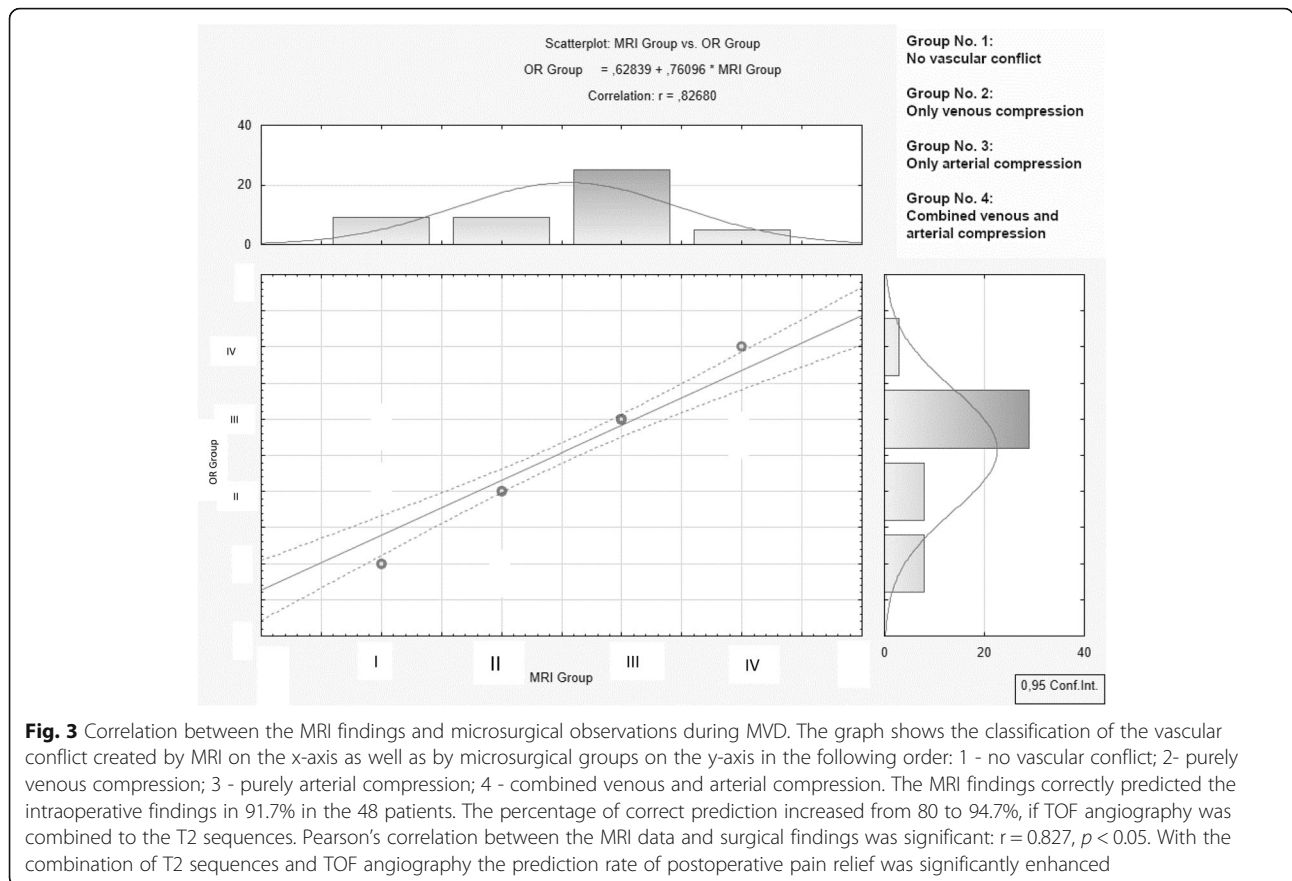 Scatterplot: MRI Group vs. OR Group
OR Group = ,62839 + ,76096 * MRI Group
Correlation: r = ,82680
Group No. 1:
No vascular conflict
Group No. 2:
Only venous compression
Group No. 3:
Only arterial compression
Group No. 4:
Combined venous and
arterial compression
40
20
0
IV
III
II
OR Group
I
II
III
IV
MRI Group
0
20
40
0,95 Conf.Int.
Fig. 3 Correlation between the MRI findings and microsurgical observations during MVD. The graph shows the classification of the vascular
conflict created by MRI on the x-axis as well as by microsurgical groups on the y-axis in the following order: 1 - no vascular conflict; 2- purely
venous compression; 3 - purely arterial compression; 4 - combined venous and arterial compression. The MRI findings correctly predicted the
intraoperative findings in 91.7% in the 48 patients. The percentage of correct prediction increased from 80 to 94.7%, if TOF angiography was
combined to the T2 sequences. Pearson's correlation between the MRI data and surgical findings was significant: r = 0.827, p < 0.05. With the
combination of T2 sequences and TOF angiography the prediction rate of postoperative pain relief was significantly enhanced